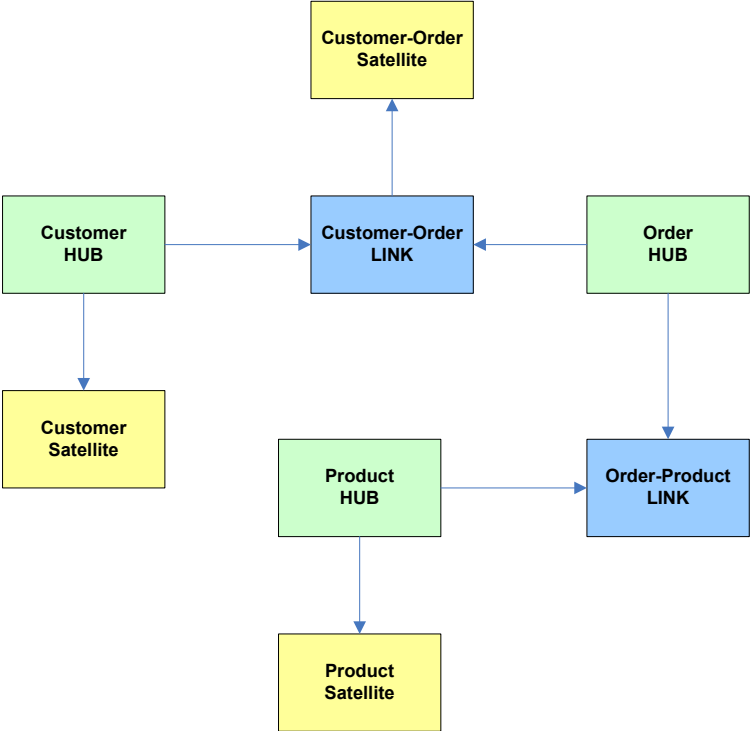 Customer-Order
Satellite
Customer
HUB
Customer-Order
LINK
Order
HUB
Customer
Satellite
Product
HUB
Order-Product
LINK
Product
Satellite